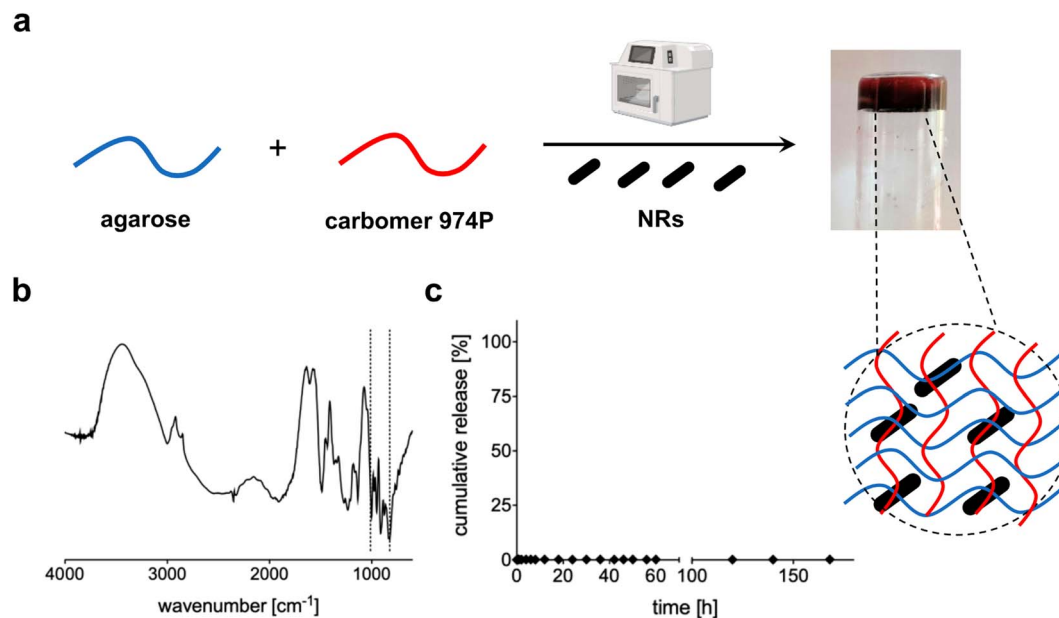 a
+
agarose
carbomer 974P
NRs
b
4000
3000
2000
1000
wavenumber [cm⁻¹]
c
cumulative release [%]
100
75
50
25
0
0
20
40
60
100
150
time [h]